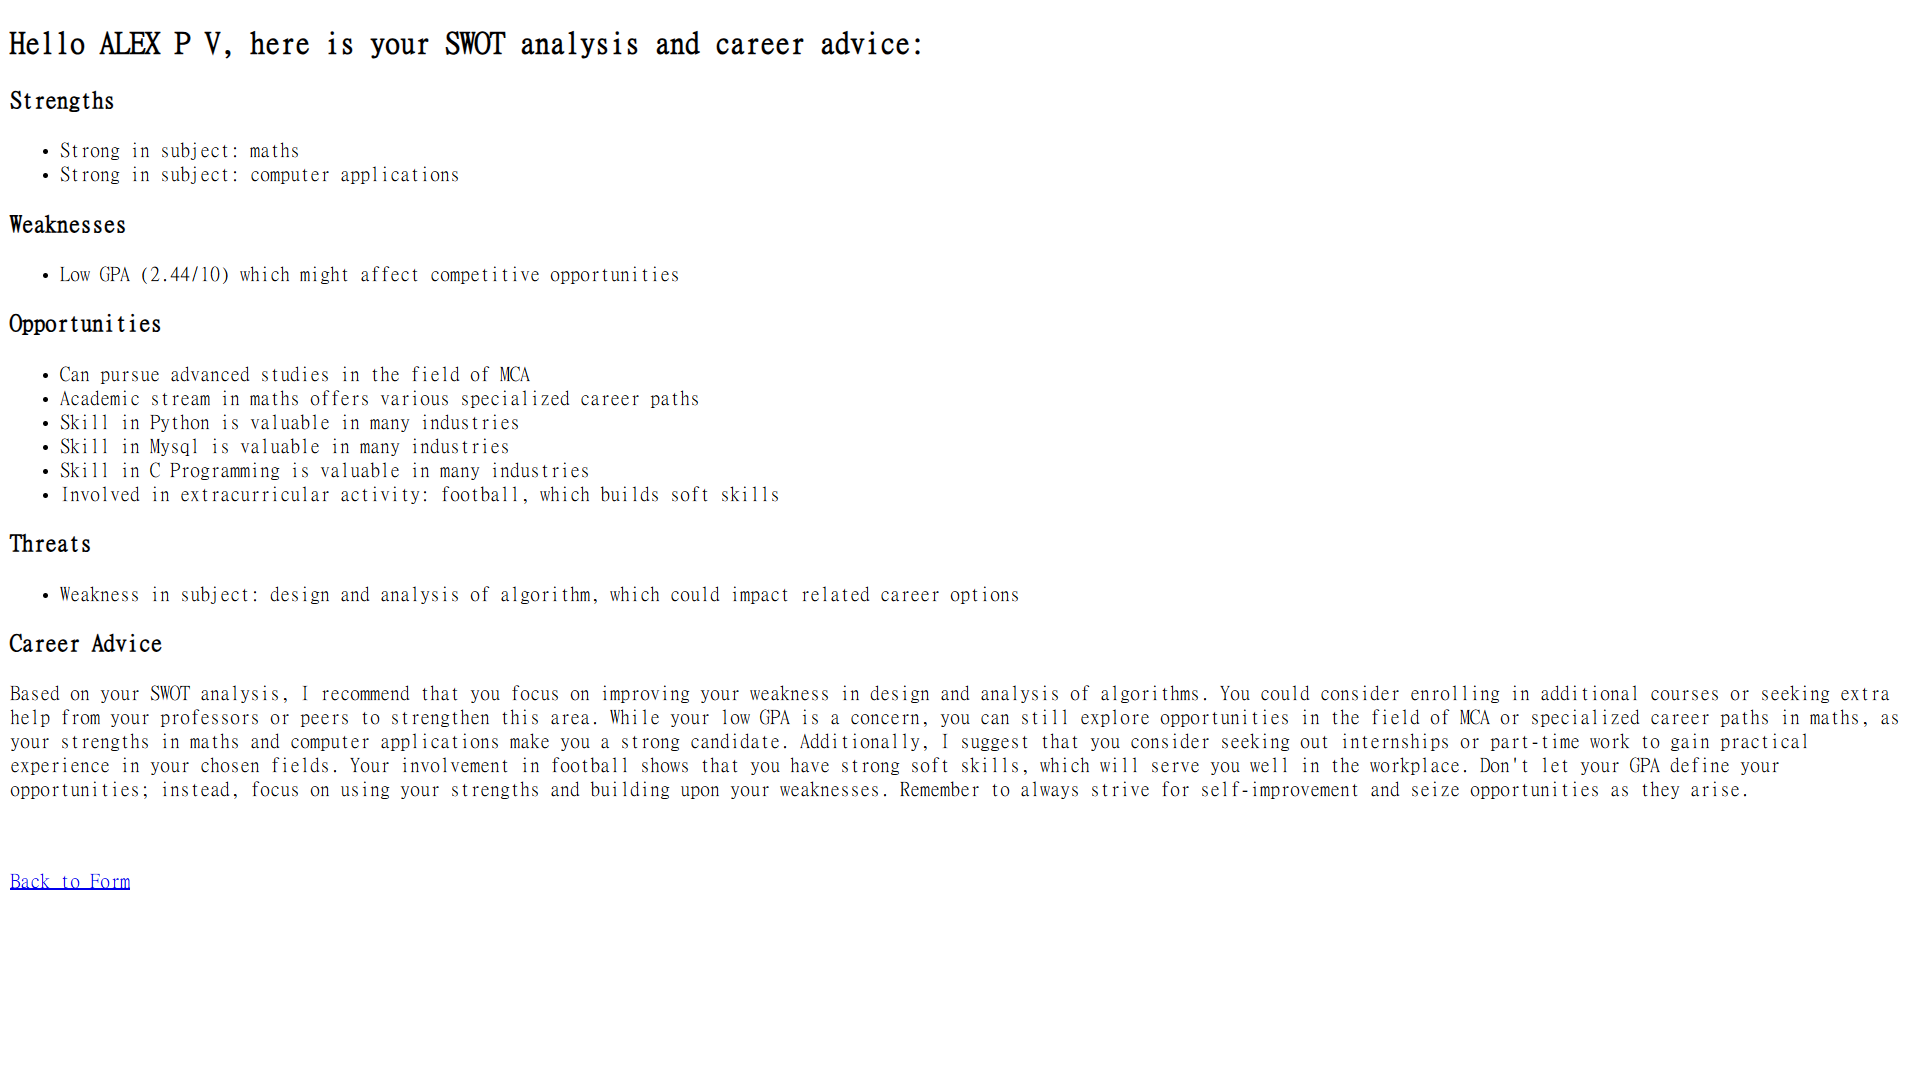 Hello ALEX P V, here is your SWOT analysis and career advice:
Strengths
• Strong in subject: maths
• Strong in subject: computer applications
Weaknesses
• Low GPA (2.44/10) which might affect competitive opportunities
Opportunities
• Can pursue advanced studies in the field of MCA
• Academic stream in maths offers various specialized career paths
• Skill in Python is valuable in many industries
• Skill in Mysql is valuable in many industries
• Skill in C Programming is valuable in many industries
• Involved in extracurricular activity: football, which builds soft skills
Threats
• Weakness in subject: design and analysis of algorithm, which could impact related career options
Career Advice
Based on your SWOT analysis, I recommend that you focus on improving your weakness in design and analysis of algorithms. You could consider enrolling in additional courses or seeking extra
help from your professors or peers to strengthen this area. While your low GPA is a concern, you can still explore opportunities in the field of MCA or specialized career paths in maths, as
your strengths in maths and computer applications make you a strong candidate. Additionally, I suggest that you consider seeking out internships or part-time work to gain practical
experience in your chosen fields. Your involvement in football shows that you have strong soft skills, which will serve you well in the workplace. Don't let your GPA define your
opportunities; instead, focus on using your strengths and building upon your weaknesses. Remember to always strive for self-improvement and seize opportunities as they arise.
Back to Form